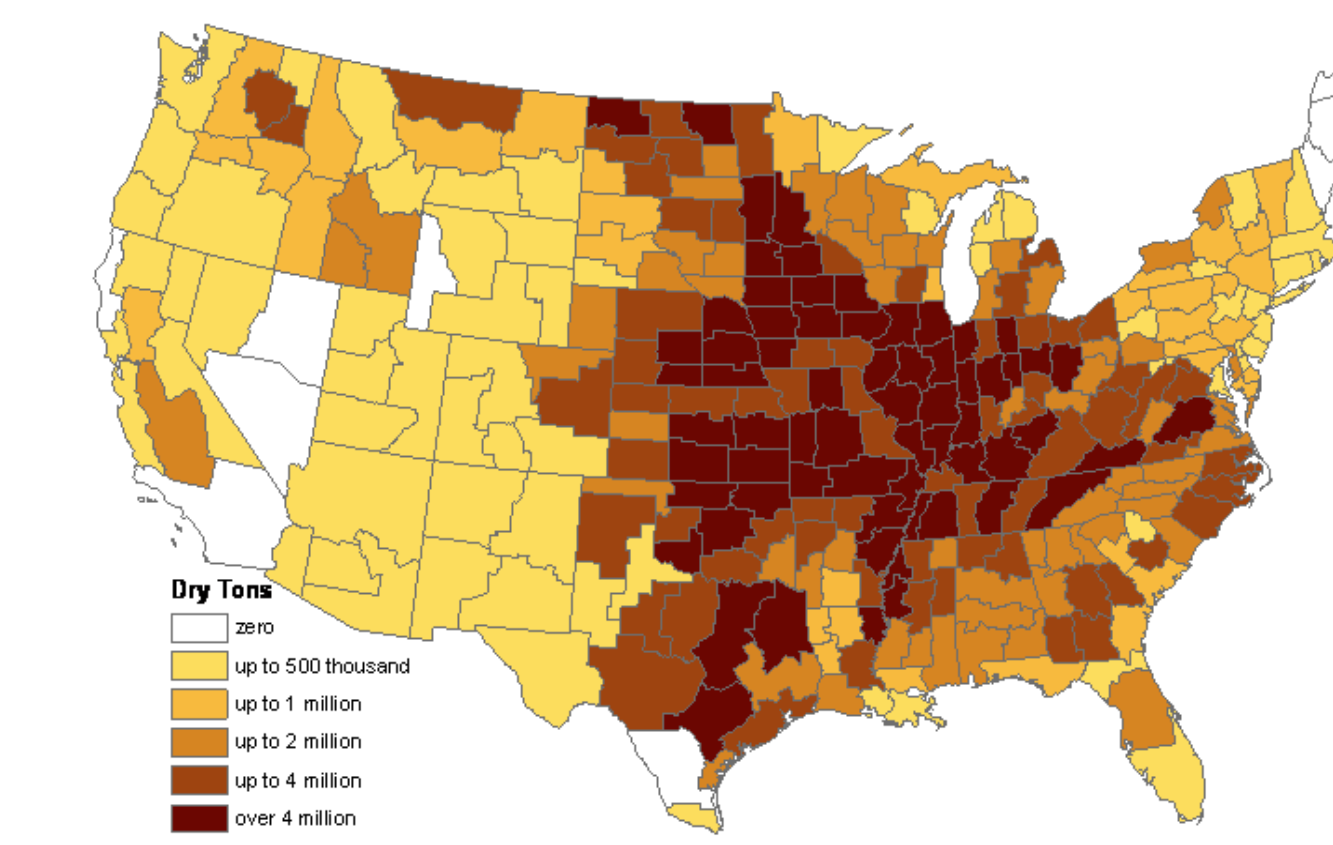 Dry Tons
zero
up to 500 thousand
up to 1 million
up to 2 million
up to 4 million
over 4 million